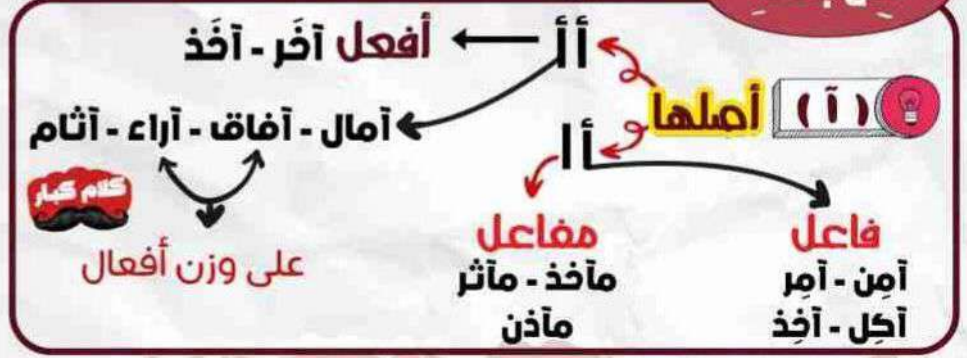 ( آ ) أصلها
أأ
أفعل آخَر - آخَذ
آمال - آفاق - آراء - آثام
على وزن أفعال
كلام كبار
أا
فاعل
آمِن - آمِر
آكِل - آخِذ
مفاعل
مآخذ - مآثر
مآذن